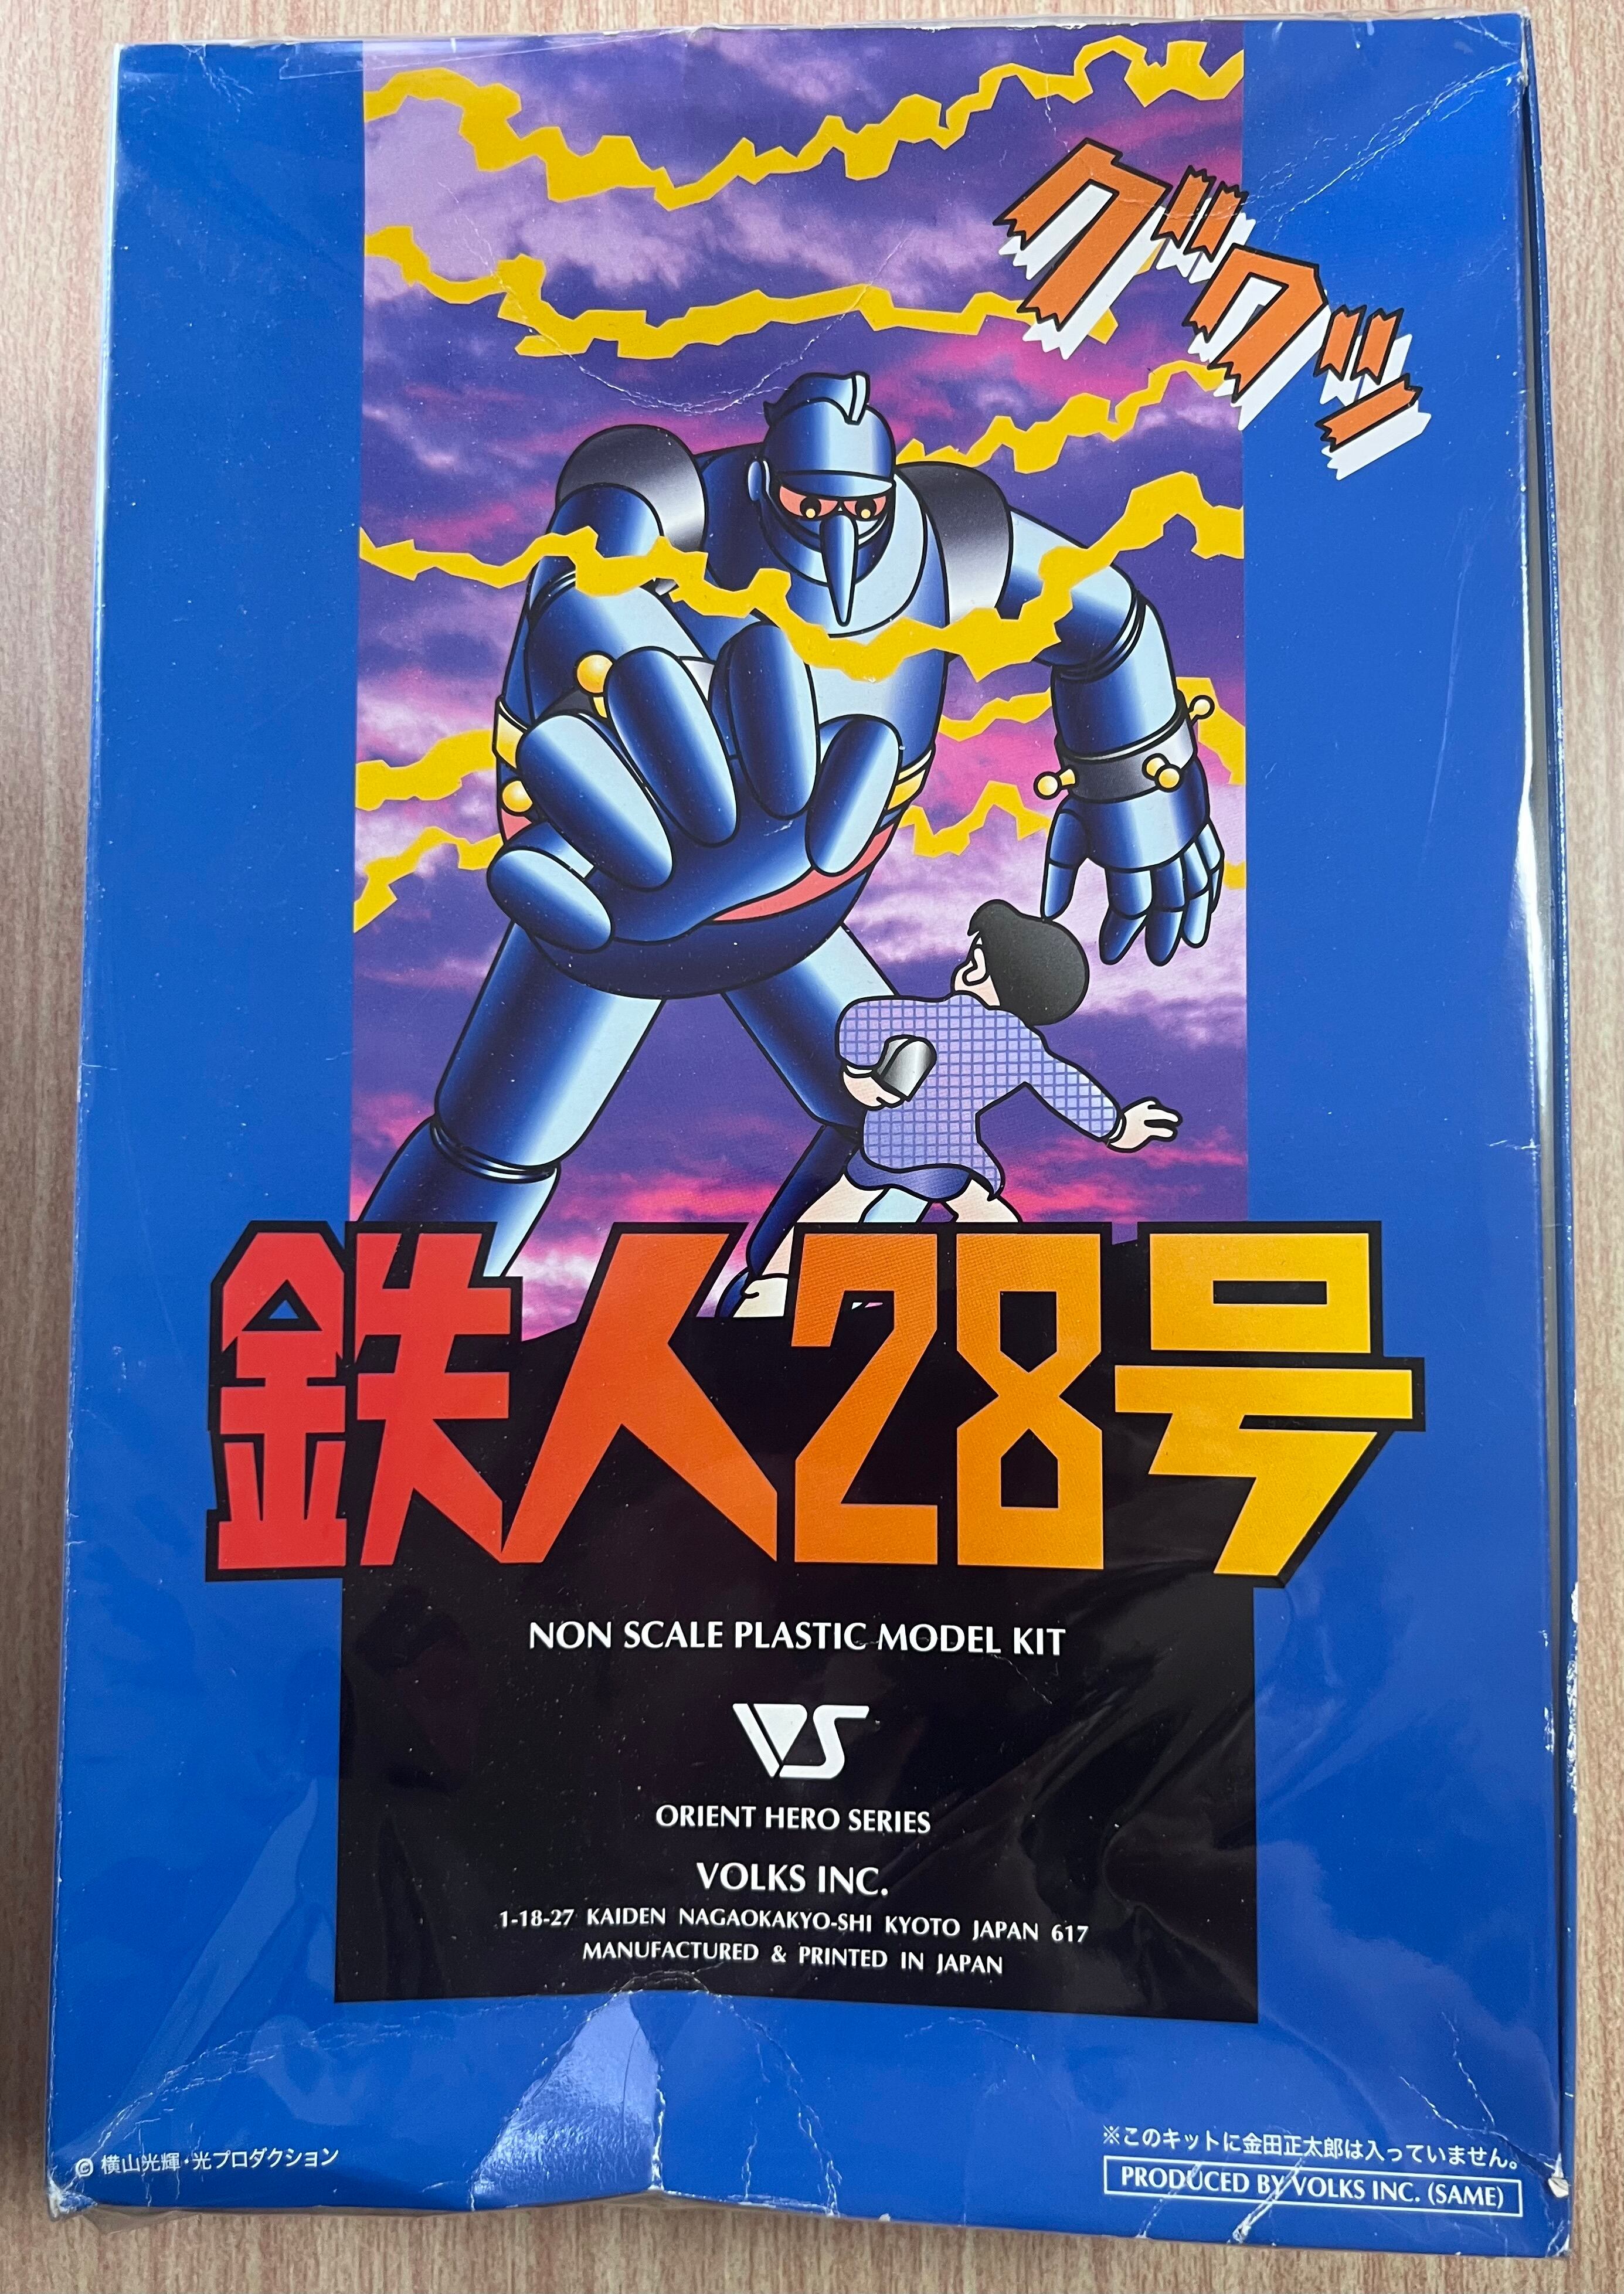 グワッ
鉄人28号
NON SCALE PLASTIC MODEL KIT
VS
ORIENT HERO SERIES
VOLKS INC.
1-18-27 KAIDEN NAGAOKAKYO-SHI KYOTO JAPAN 617
MANUFACTURED & PRINTED IN JAPAN
© 横山光輝・光プロダクション
※このキットに金田正太郎は入っていません。
PRODUCED BY VOLKS INC. (SAME)